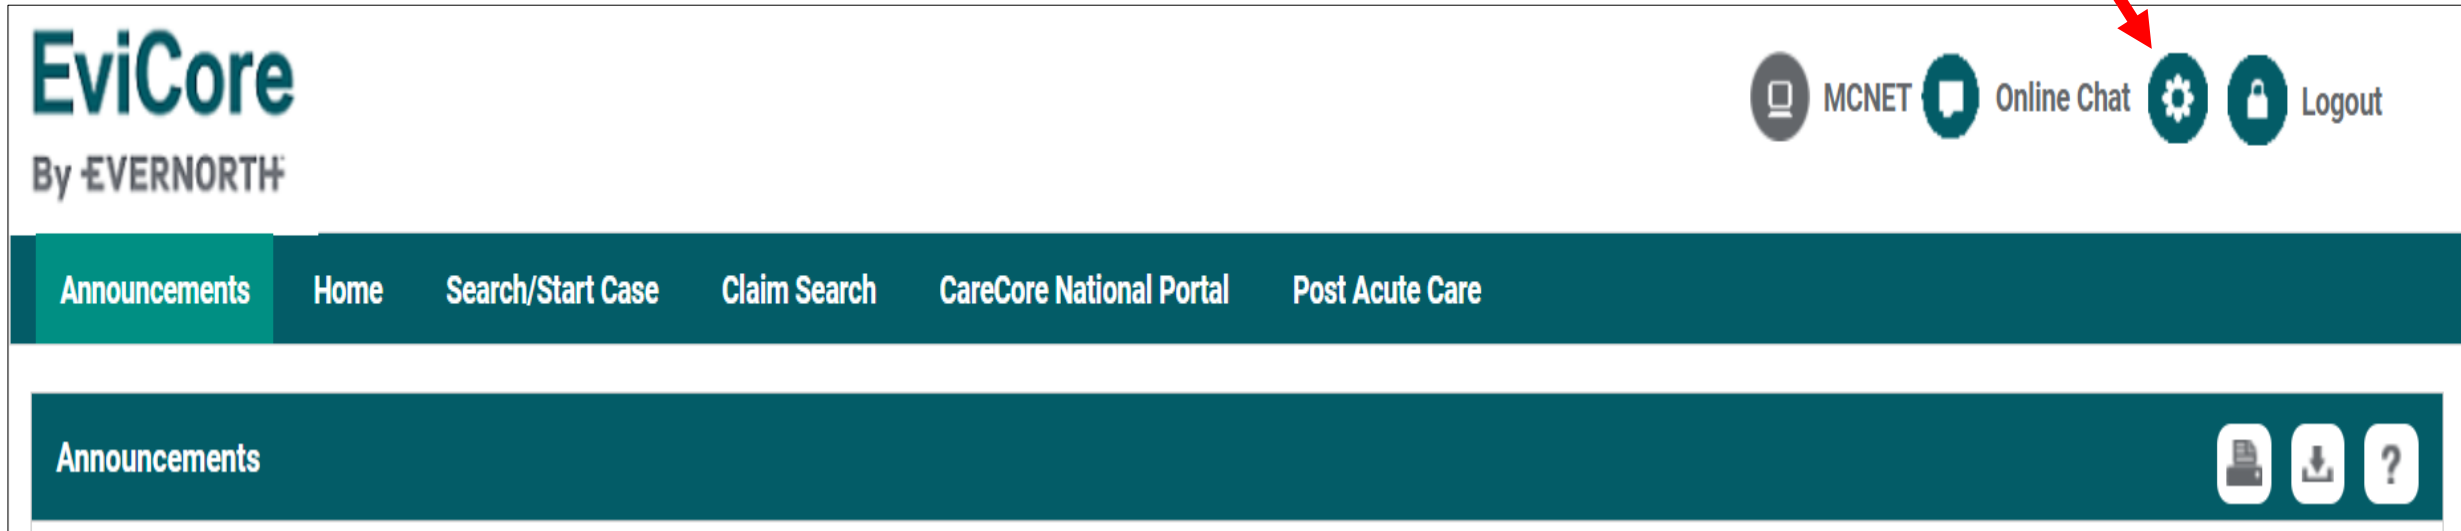 EviCore
By EVERNORTH
MCNET Online Chat Logout
Announcements Home Search/Start Case Claim Search CareCore National Portal Post Acute Care
Announcements ?